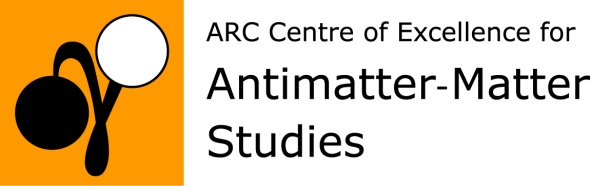 ARC Centre of Excellence for
Antimatter-Matter
Studies